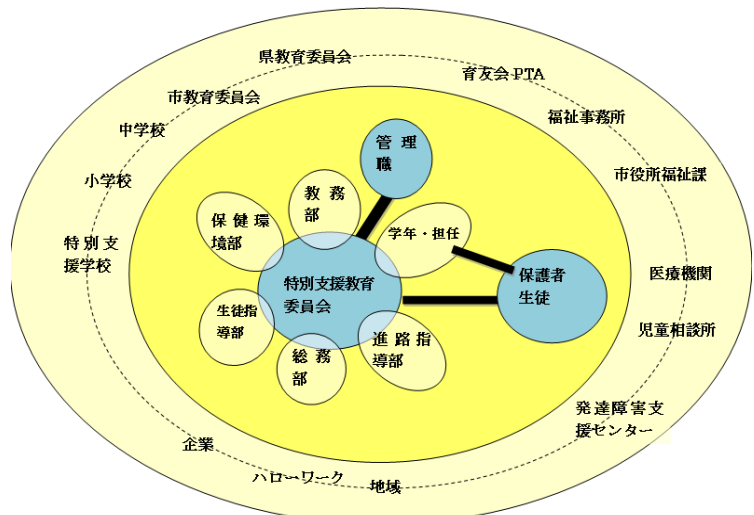 県教育委員会
育友会PTA
市教育委員会
福祉事務所
中学校
管理
職
市役所福祉課
小学校
教務
部
保健環
境部
学年・担任
特別支
援学校
特別支援教育
委員会
保護者
生徒
医療機関
生徒指
導部
進路指
導部
児童相談所
総務
部
発達障害支
援センター
企業
ハローワーク
地域